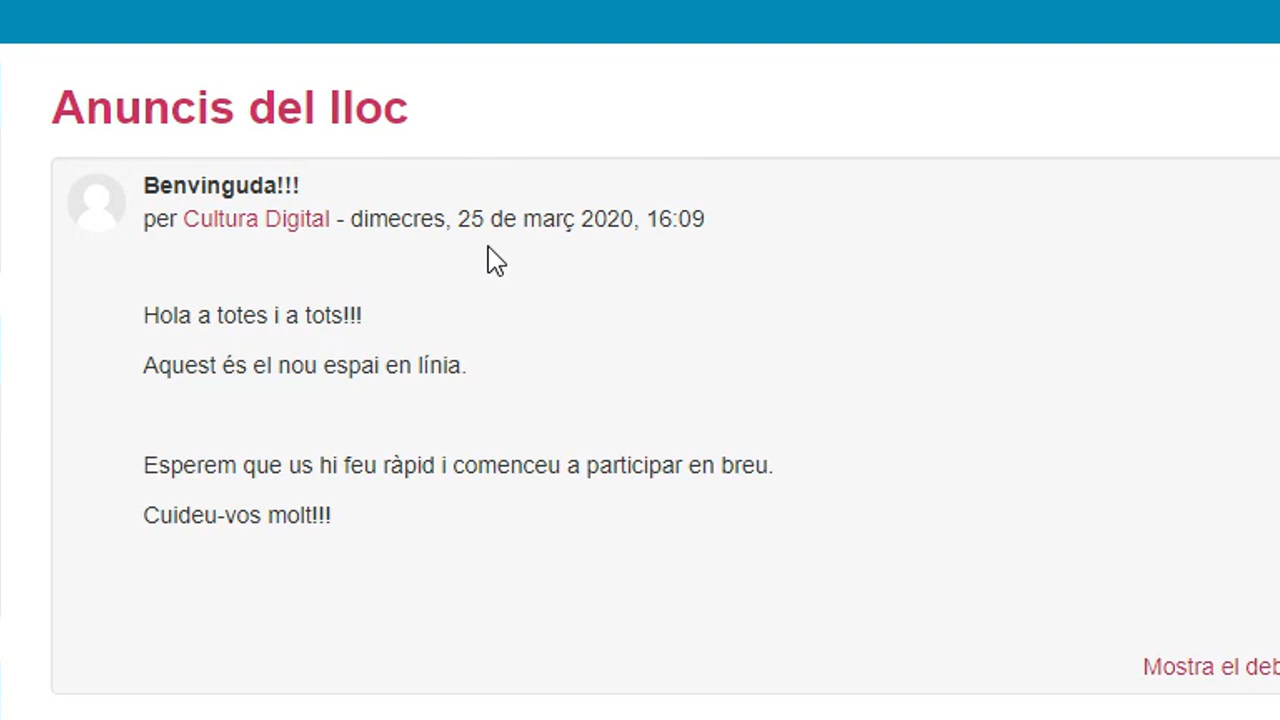 Anuncis del lloc
Benvinguda!!!
per Cultura Digital - dimecres, 25 de març 2020, 16:09
Hola a totes i a tots!!!
Aquest és el nou espai en línia.
Esperem que us hi feu ràpid i comenceu a participar en breu.
Cuideu-vos molt!!!
Mostra el